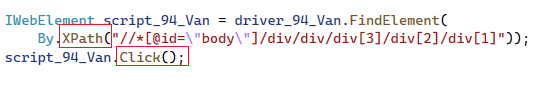 IWebElement script_94_Van = driver_94_Van.FindElement(
By.XPath("//*[@id=\"body\"]/div/div/div[3]/div[2]/div[1]"));
script_94_Van.Click();